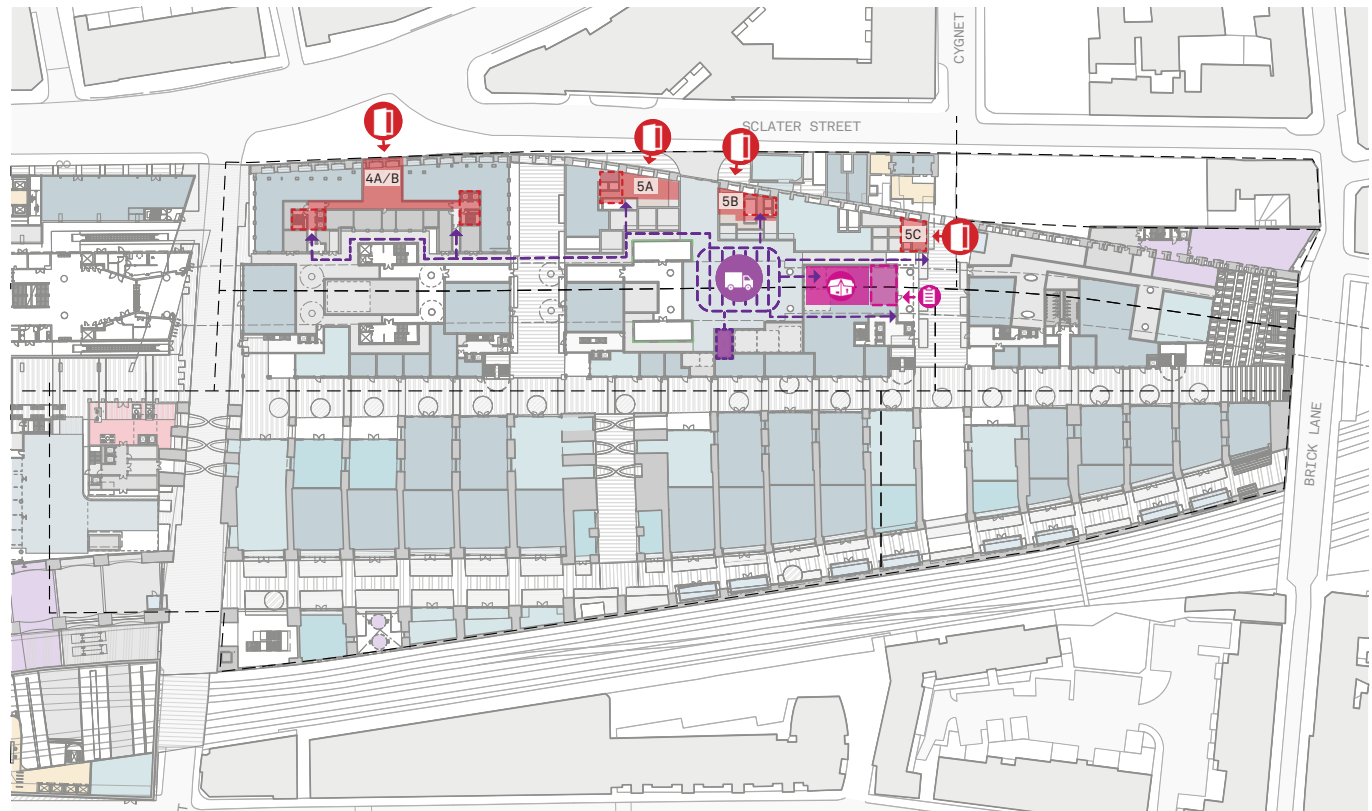 CYGNET
SCLATER STREET
4A/B
5A
5B
5C
BRICK LANE